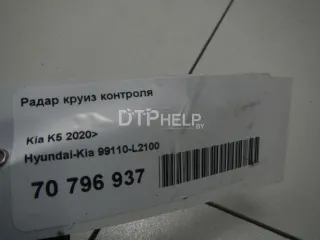 Радар круиз контроля
DTPHELP.BY
Kia K5 2020>
Hyundai-Kia 99110-L2100
70 796 937